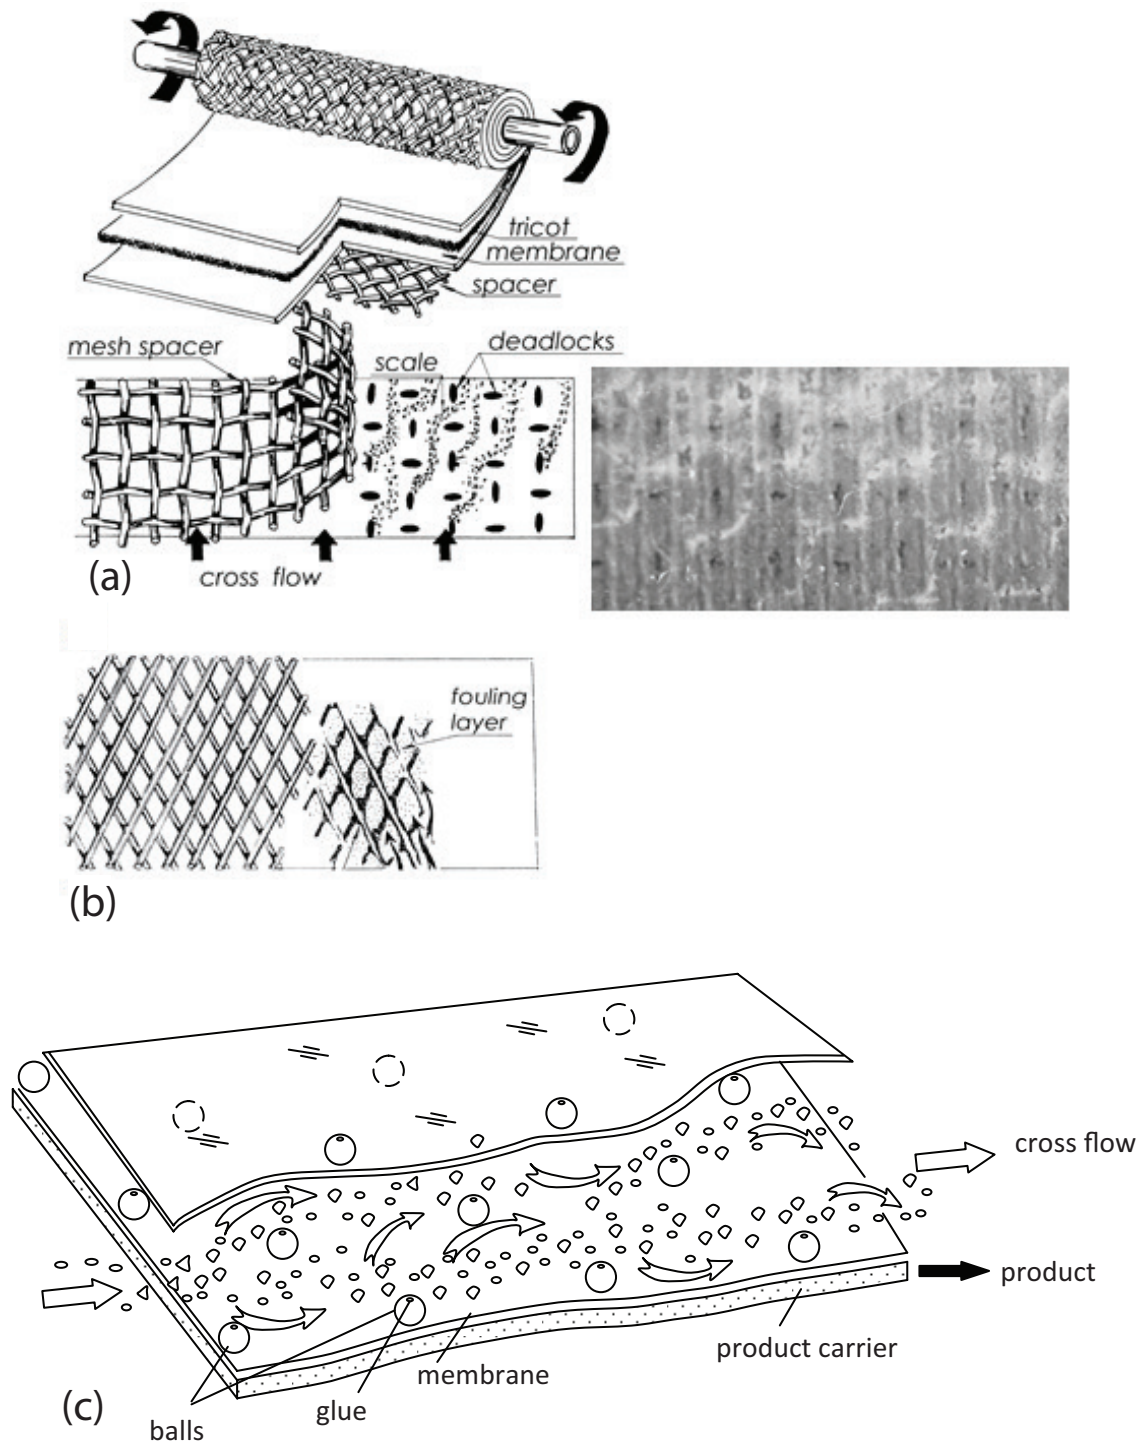 tricot
membrane
spacer
mesh spacer
scale
deadlocks
cross flow
(a)
fouling
layer
(b)
cross flow
product
product carrier
membrane
glue
balls
(c)